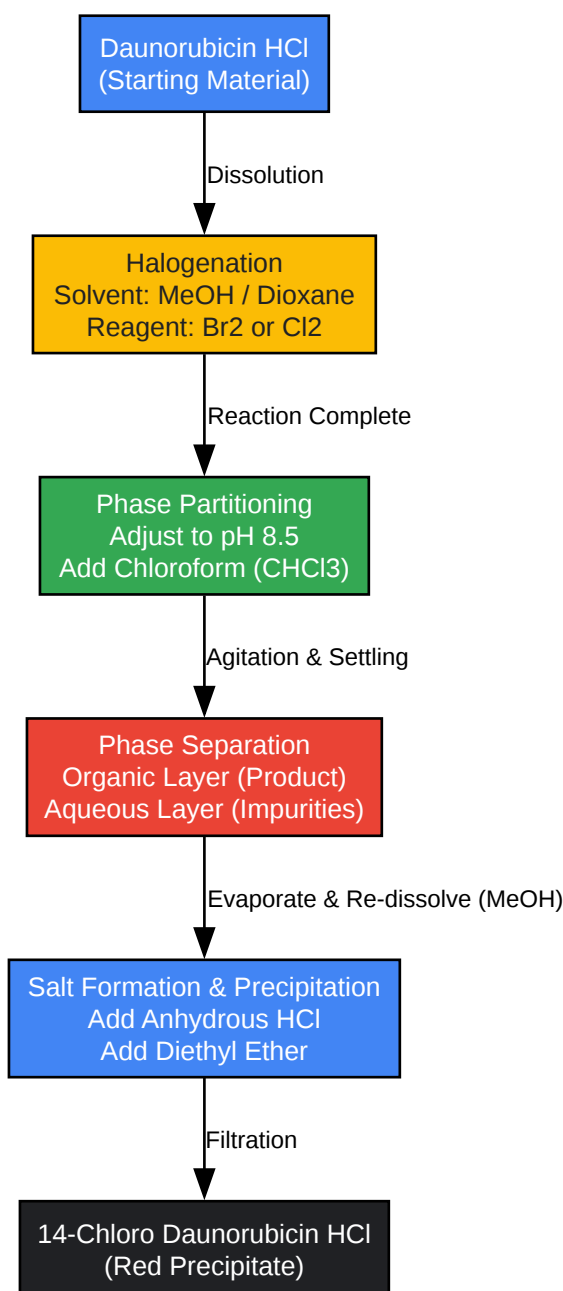 Daunorubicin HCl
(Starting Material)
Dissolution
Halogenation
Solvent: MeOH / Dioxane
Reagent: Br2 or Cl2
Reaction Complete
Phase Partitioning
Adjust to pH 8.5
Add Chloroform (CHCl3)
Agitation & Settling
Phase Separation
Organic Layer (Product)
Aqueous Layer (Impurities)
Evaporate & Re-dissolve (MeOH)
Salt Formation & Precipitation
Add Anhydrous HCl
Add Diethyl Ether
Filtration
14-Chloro Daunorubicin HCl
(Red Precipitate)